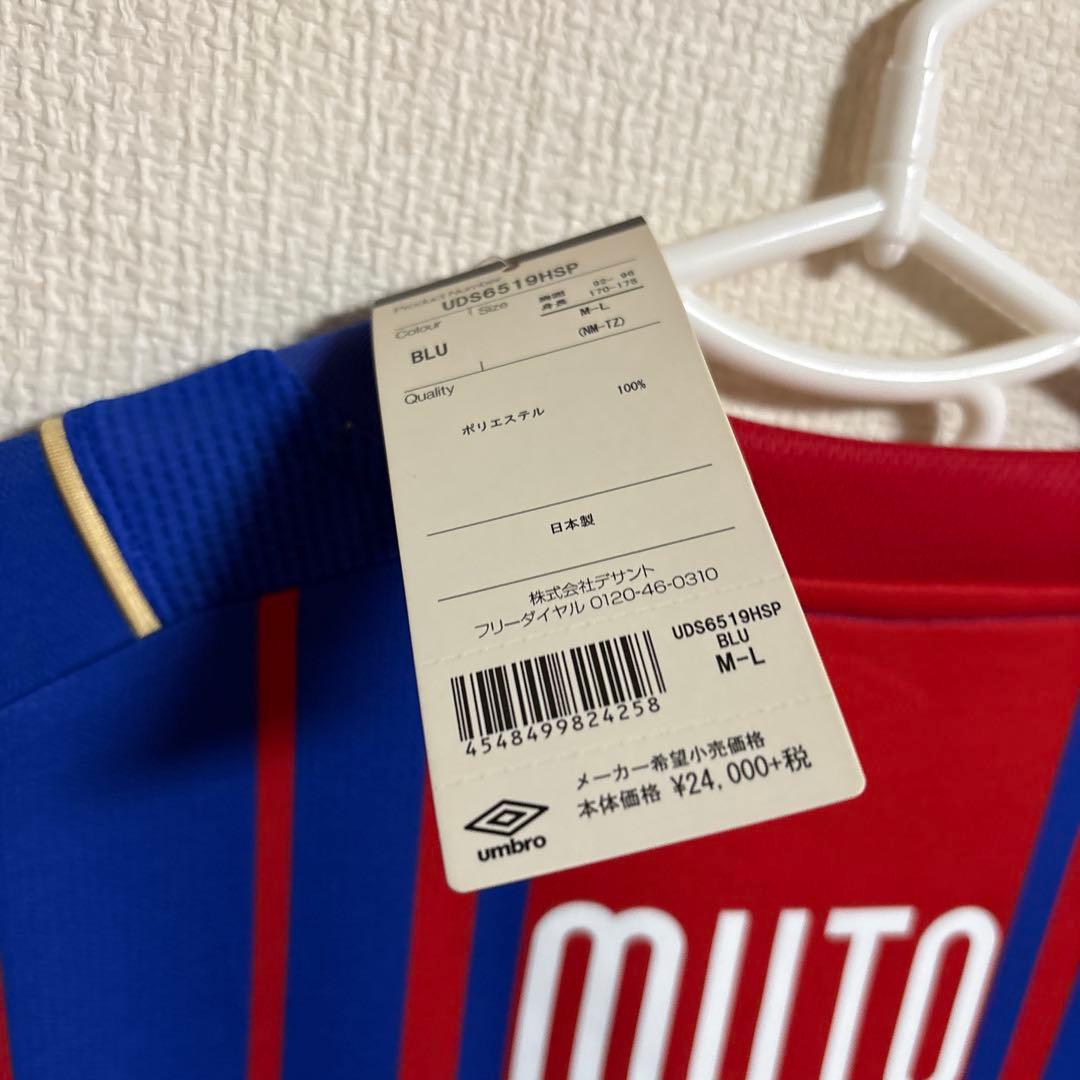 Product Number
UDS6519HSP
Colour
Size
胸囲 92- 96
身長 170-175
BLU
M-L
(NM-TZ)
Quality
ポリエステル 100%
日本製
株式会社デサント
フリーダイヤル 0120-46-0310
UDS6519HSP
BLU
M-L
4548499824258
メーカー希望小売価格
本体価格 ¥24,000+税
umbro
MUTO